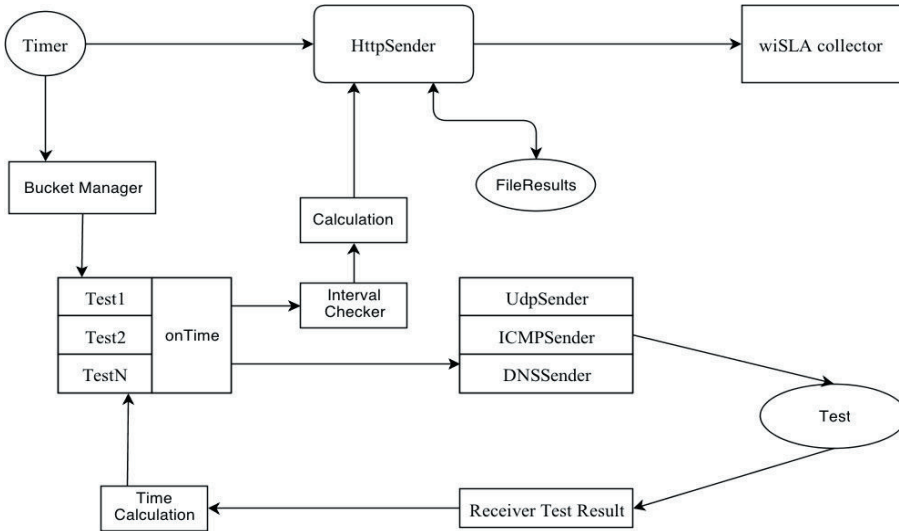 Timer
HttpSender
wiSLA collector
Bucket Manager
FileResults
Calculation
Test1
Test2
TestN
onTime
Interval
Checker
UdpSender
ICMPSender
DNSSender
Test
Time
Calculation
Receiver Test Result